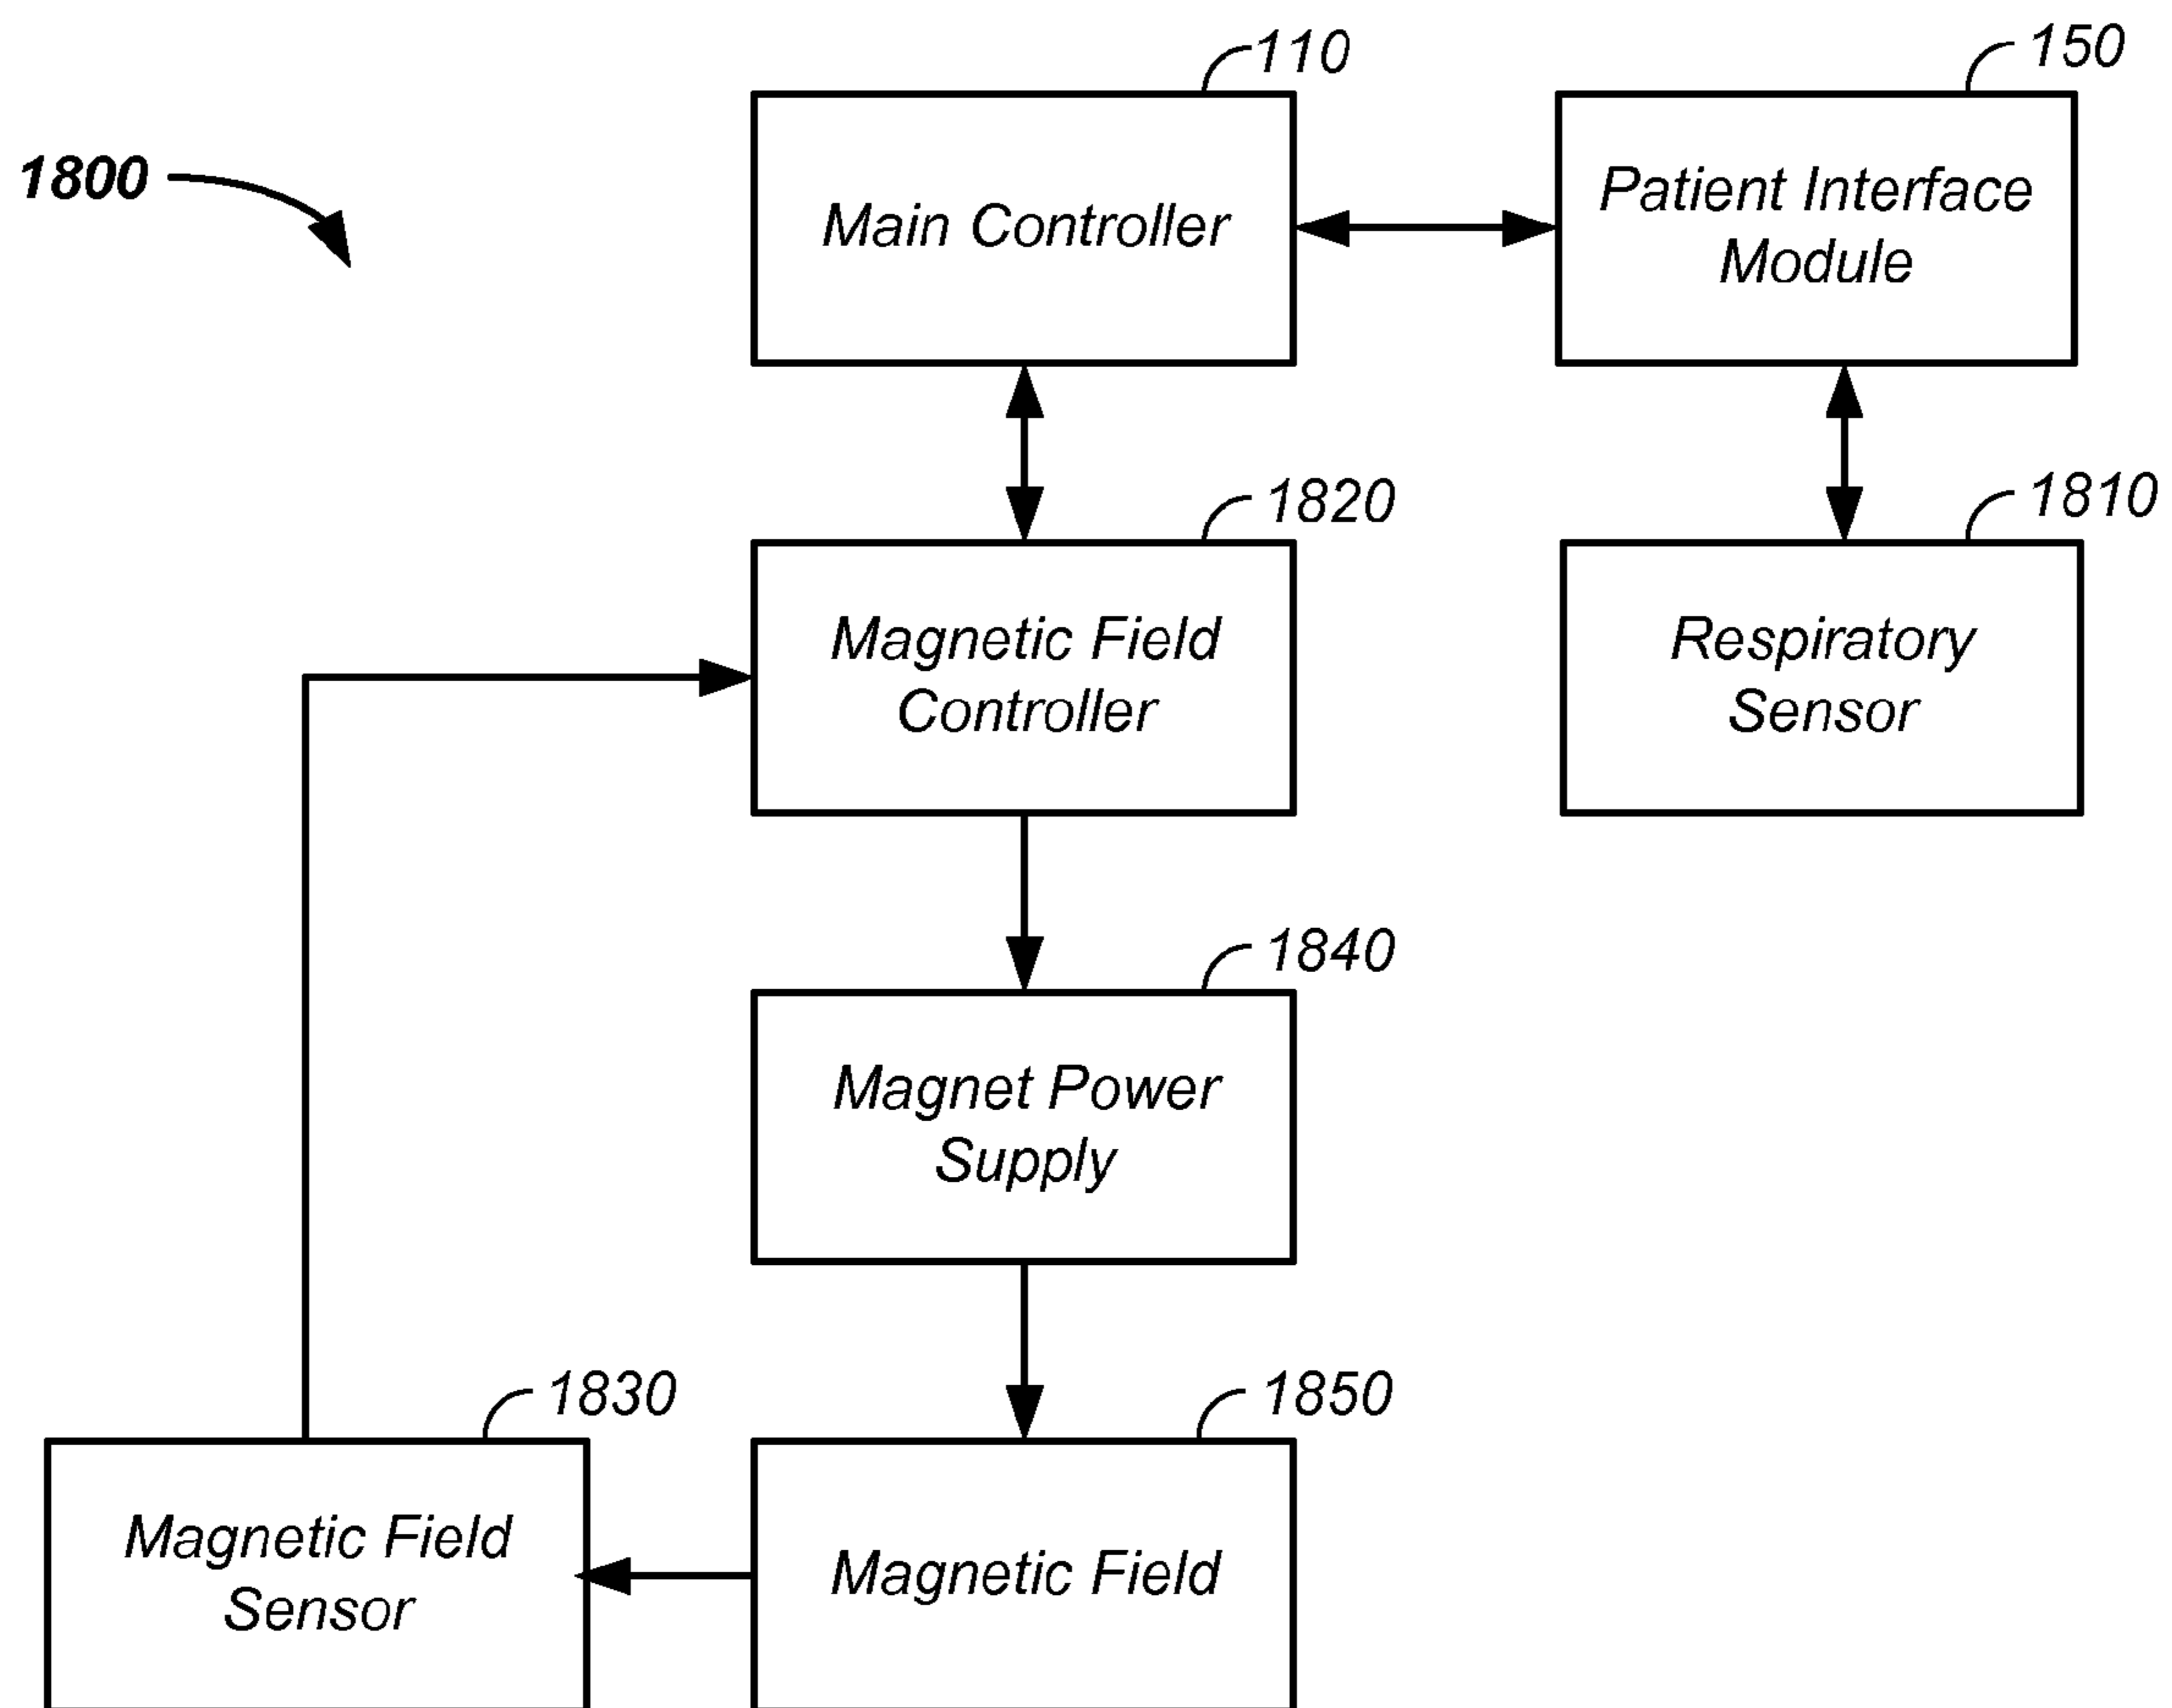 110
150
1800
Main Controller
Patient Interface
Module
1820
1810
Magnetic Field
Controller
Respiratory
Sensor
1840
Magnet Power
Supply
1830
1850
Magnetic Field
Sensor
Magnetic Field